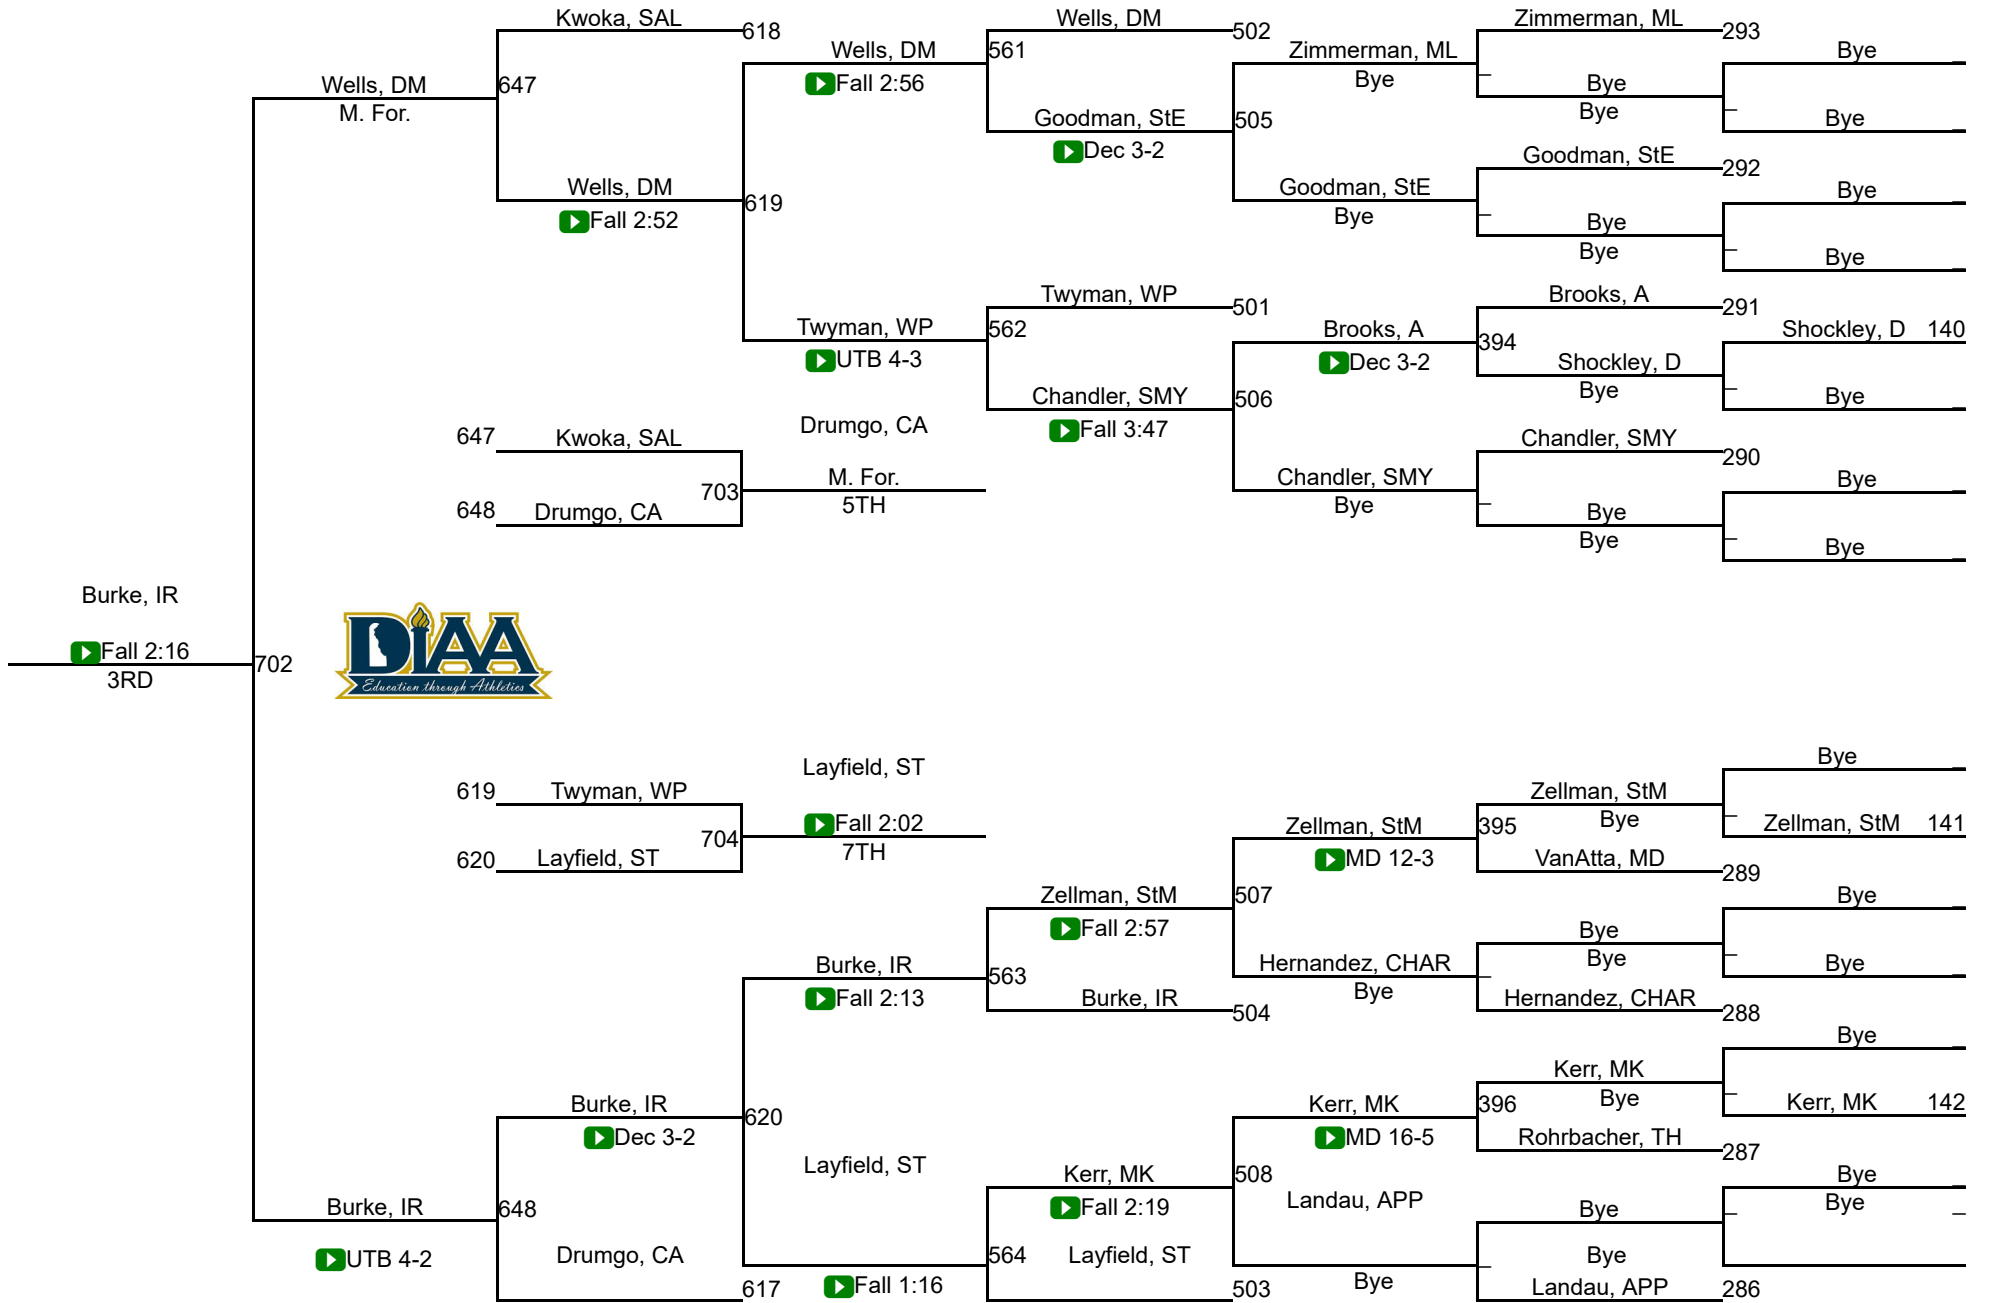 Kwoka, SAL
618
Wells, DM
502
Zimmerman, ML
293
Wells, DM
561
Zimmerman, ML
Bye
Wells, DM
647
Fall 2:56
Bye
Bye
M. For.
Goodman, StE
505
Bye
Bye
Dec 3-2
Goodman, StE
292
Wells, DM
619
Goodman, StE
Bye
Fall 2:52
Bye
Bye
Bye
Bye
Twyman, WP
501
Brooks, A
291
Twyman, WP
562
Brooks, A
394
Shockley, D 140
UTB 4-3
Dec 3-2
Shockley, D
Bye
Chandler, SMY
506
Bye
647
Kwoka, SAL
Drumgo, CA
Fall 3:47
Chandler, SMY
290
703
M. For.
Chandler, SMY
Bye
648
Drumgo, CA
5TH
Bye
Bye
Bye
Bye
Burke, IR
Fall 2:16
702
3RD
DIAA
Education through Athletics
Layfield, ST
Bye
619
Twyman, WP
Zellman, StM
Fall 2:02
Zellman, StM
395
Bye
Zellman, StM 141
620
Layfield, ST
704
7TH
MD 12-3
VanAtta, MD
289
Zellman, StM
507
Bye
Fall 2:57
Bye
Burke, IR
563
Hernandez, CHAR
Bye
Bye
Fall 2:13
Burke, IR
504
Bye
Hernandez, CHAR
288
Bye
Kerr, MK
Burke, IR
620
Kerr, MK
396
Bye
Kerr, MK 142
Dec 3-2
MD 16-5
Rohrbacher, TH
287
Layfield, ST
Kerr, MK
508
Bye
Burke, IR
648
Fall 2:19
Landau, APP
Bye
Bye
UTB 4-2
Drumgo, CA
564
Layfield, ST
Bye
617
Fall 1:16
503
Bye
Landau, APP
286